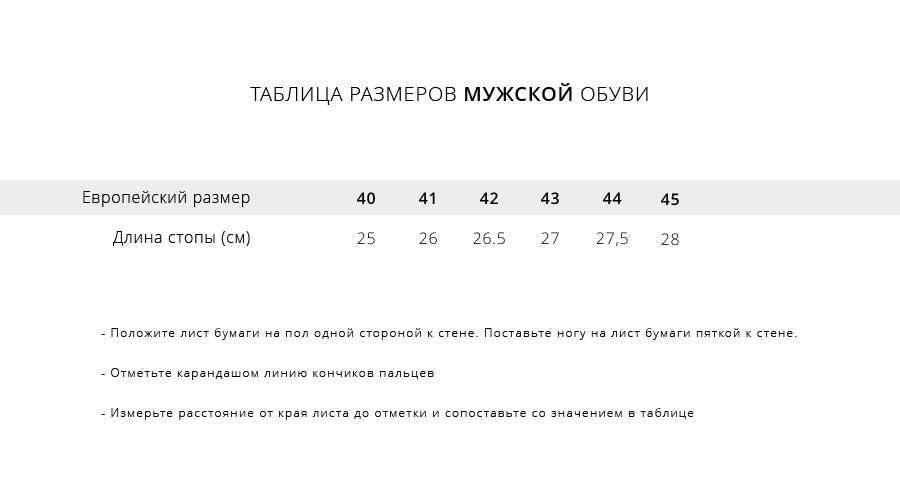 ТАБЛИЦА РАЗМЕРОВ МУЖСКОЙ ОБУВИ
Европейский размер 40 41 42 43 44 45
Длина стопы (см) 25 26 26.5 27 27,5 28
- Положите лист бумаги на пол одной стороной к стене. Поставьте ногу на лист бумаги пяткой к стене.
- Отметьте карандашом линию кончиков пальцев
- Измерьте расстояние от края листа до отметки и сопоставьте со значением в таблице